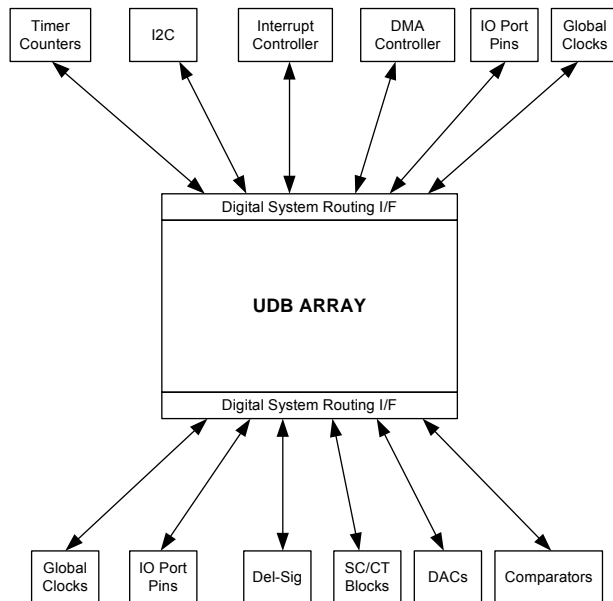 Timer
Counters
I2C
Interrupt
Controller
DMA
Controller
IO Port
Pins
Global
Clocks
Digital System Routing I/F
UDB ARRAY
Digital System Routing I/F
Global
Clocks
IO Port
Pins
Del-Sig
SC/CT
Blocks
DACs
Comparators